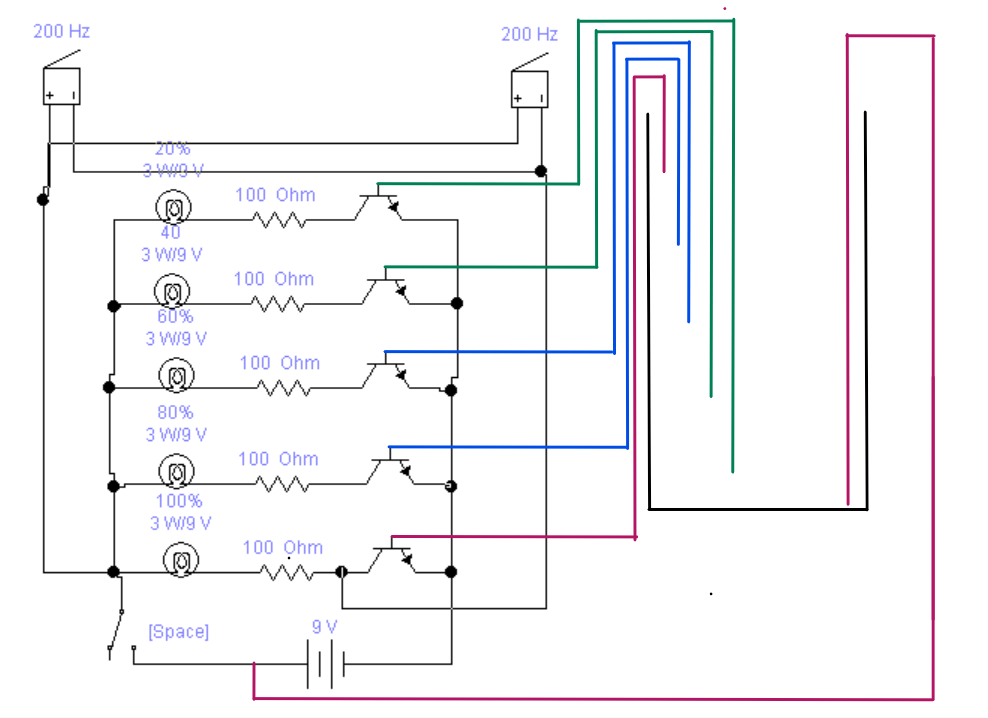 200 Hz
200 Hz
+ I
+ I
20%
3 W/9 V
100 Ohm
40
3 W/9 V
100 Ohm
60%
3 W/9 V
100 Ohm
80%
3 W/9 V
100 Ohm
100%
3 W/9 V
100 Ohm
[Space]
9 V